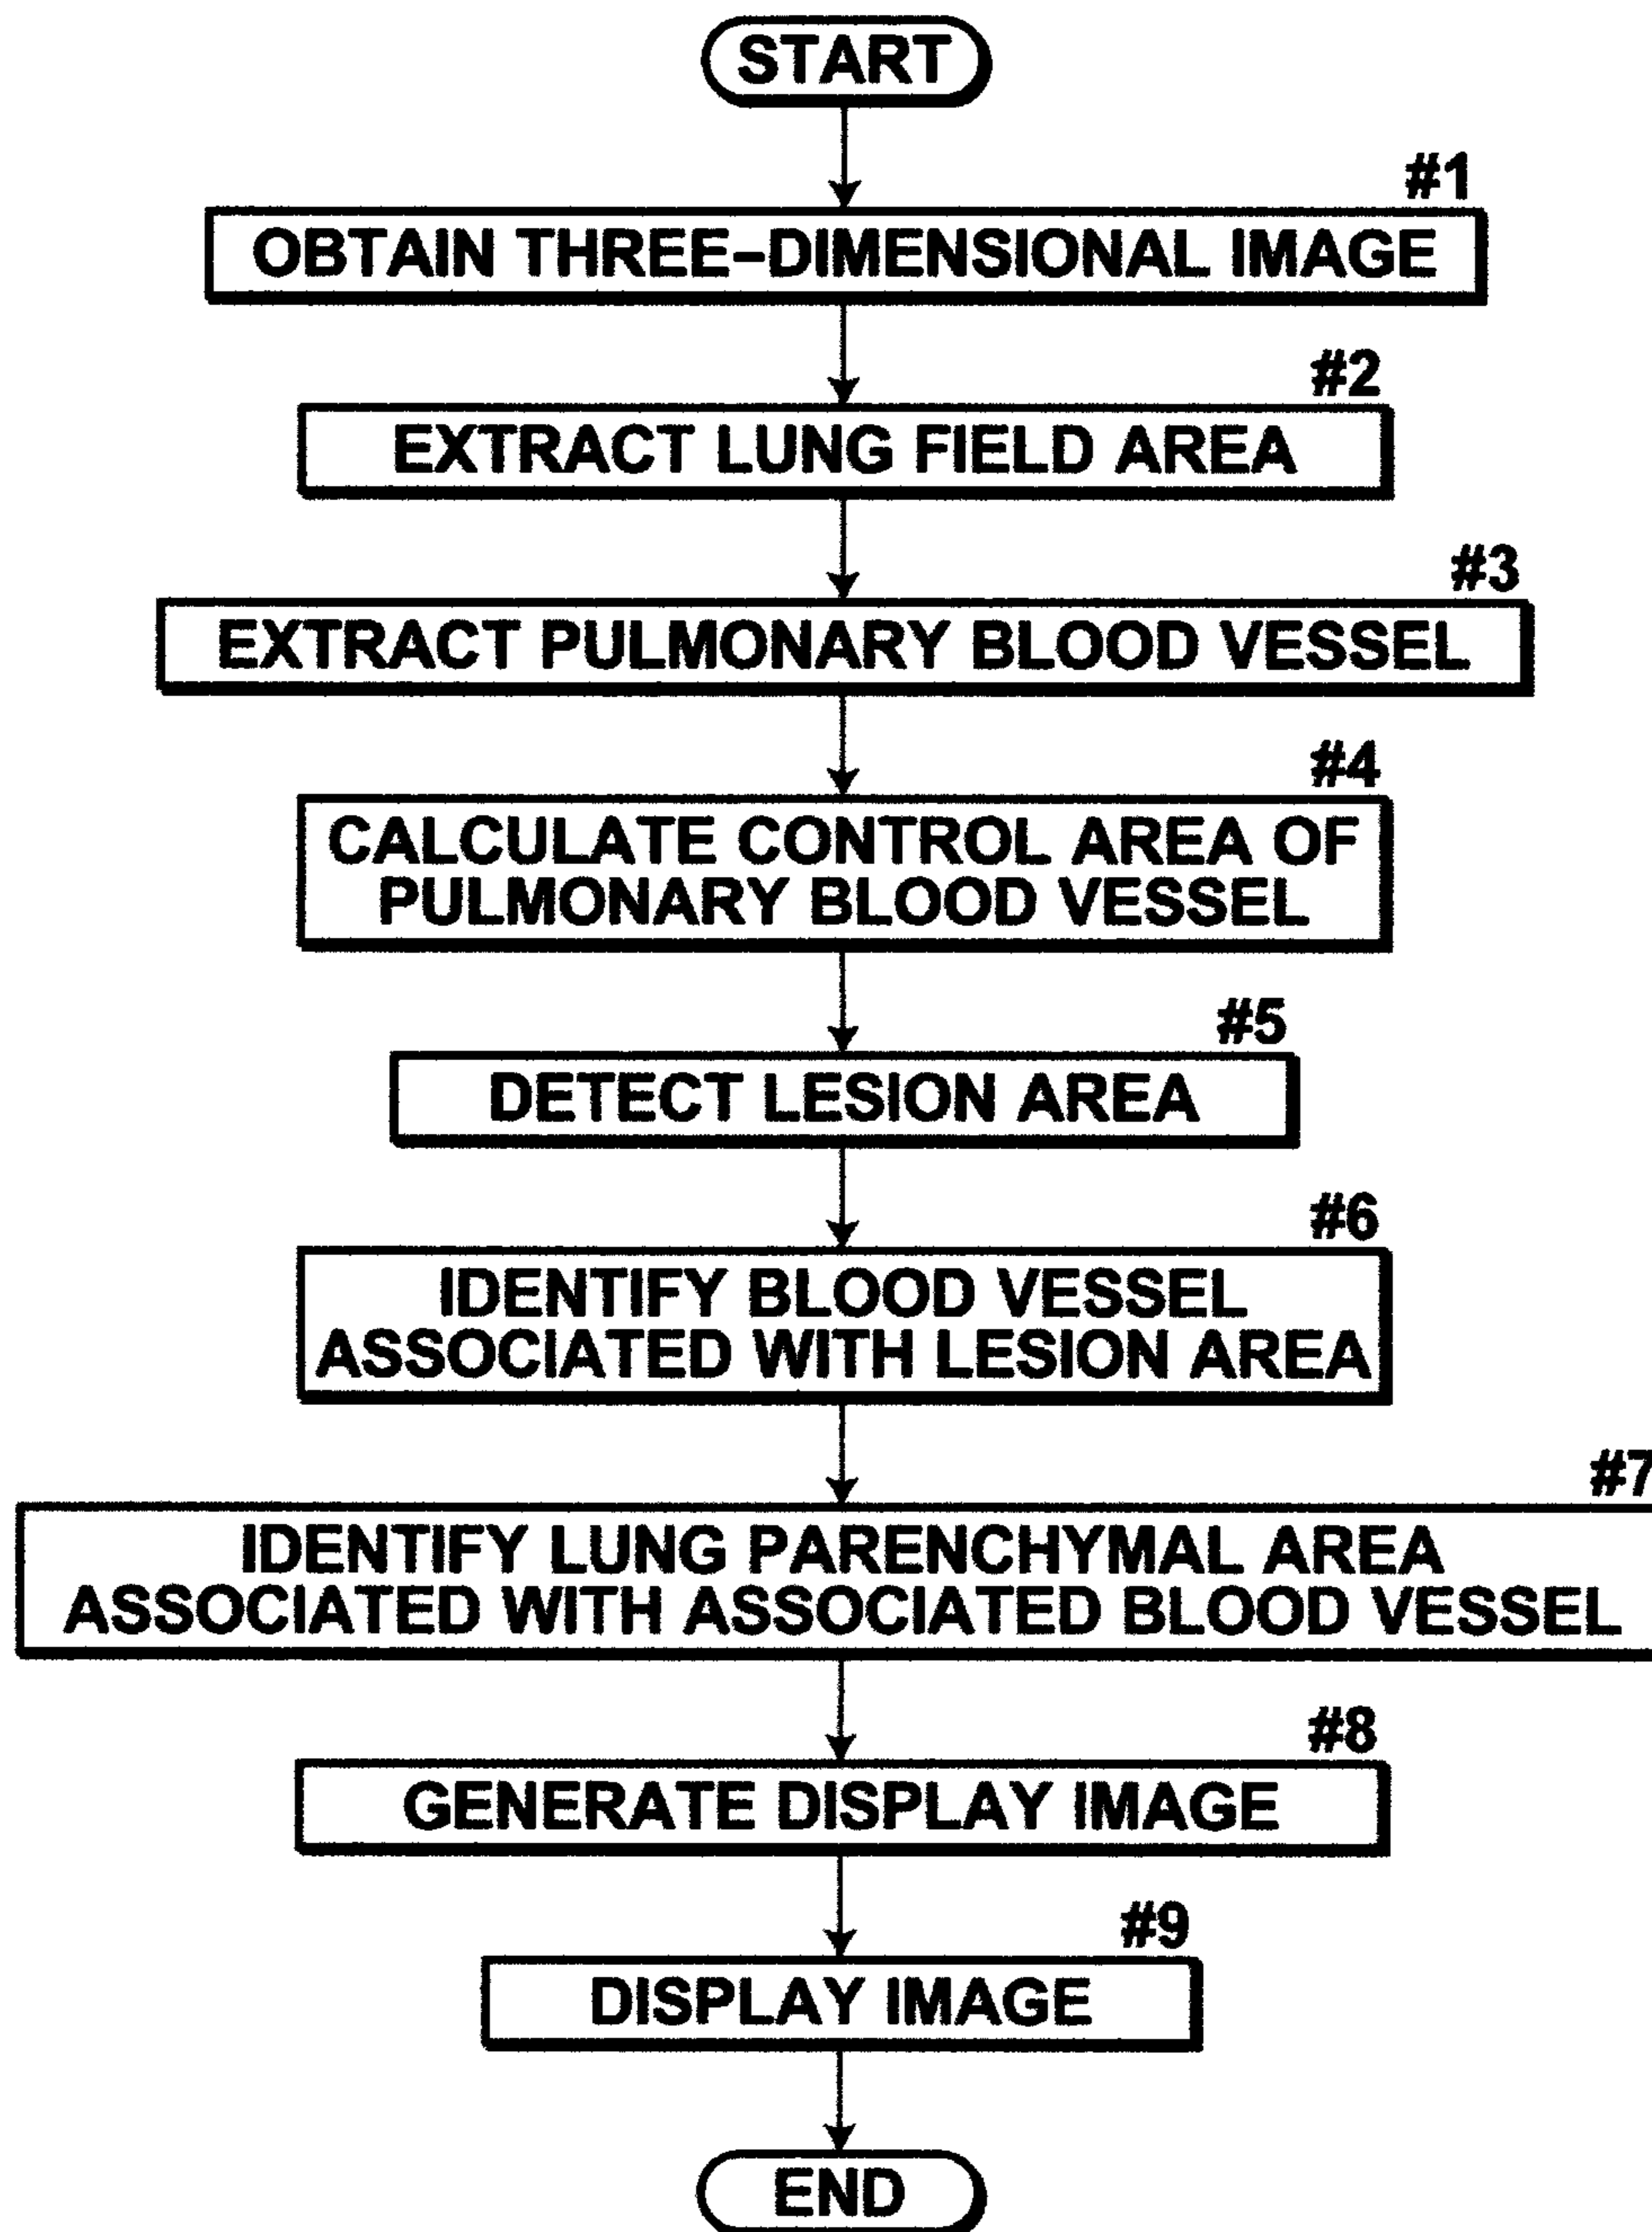 START
#1
OBTAIN THREE-DIMENSIONAL IMAGE
#2
EXTRACT LUNG FIELD AREA
#3
EXTRACT PULMONARY BLOOD VESSEL
#4
CALCULATE CONTROL AREA OF
PULMONARY BLOOD VESSEL
#5
DETECT LESION AREA
#6
IDENTIFY BLOOD VESSEL
ASSOCIATED WITH LESION AREA
#7
IDENTIFY LUNG PARENCHYMAL AREA
ASSOCIATED WITH ASSOCIATED BLOOD VESSEL
#8
GENERATE DISPLAY IMAGE
#9
DISPLAY IMAGE
END